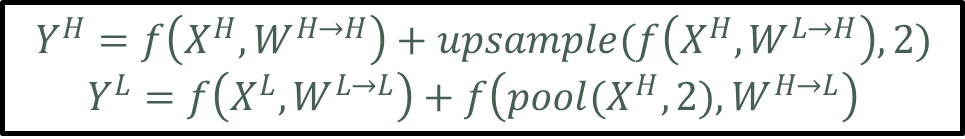 Y^H = f(X^H, W^{H→H}) + upsample(f(X^H, W^{L→H}), 2)
Y^L = f(X^L, W^{L→L}) + f(pool(X^H, 2), W^{H→L})